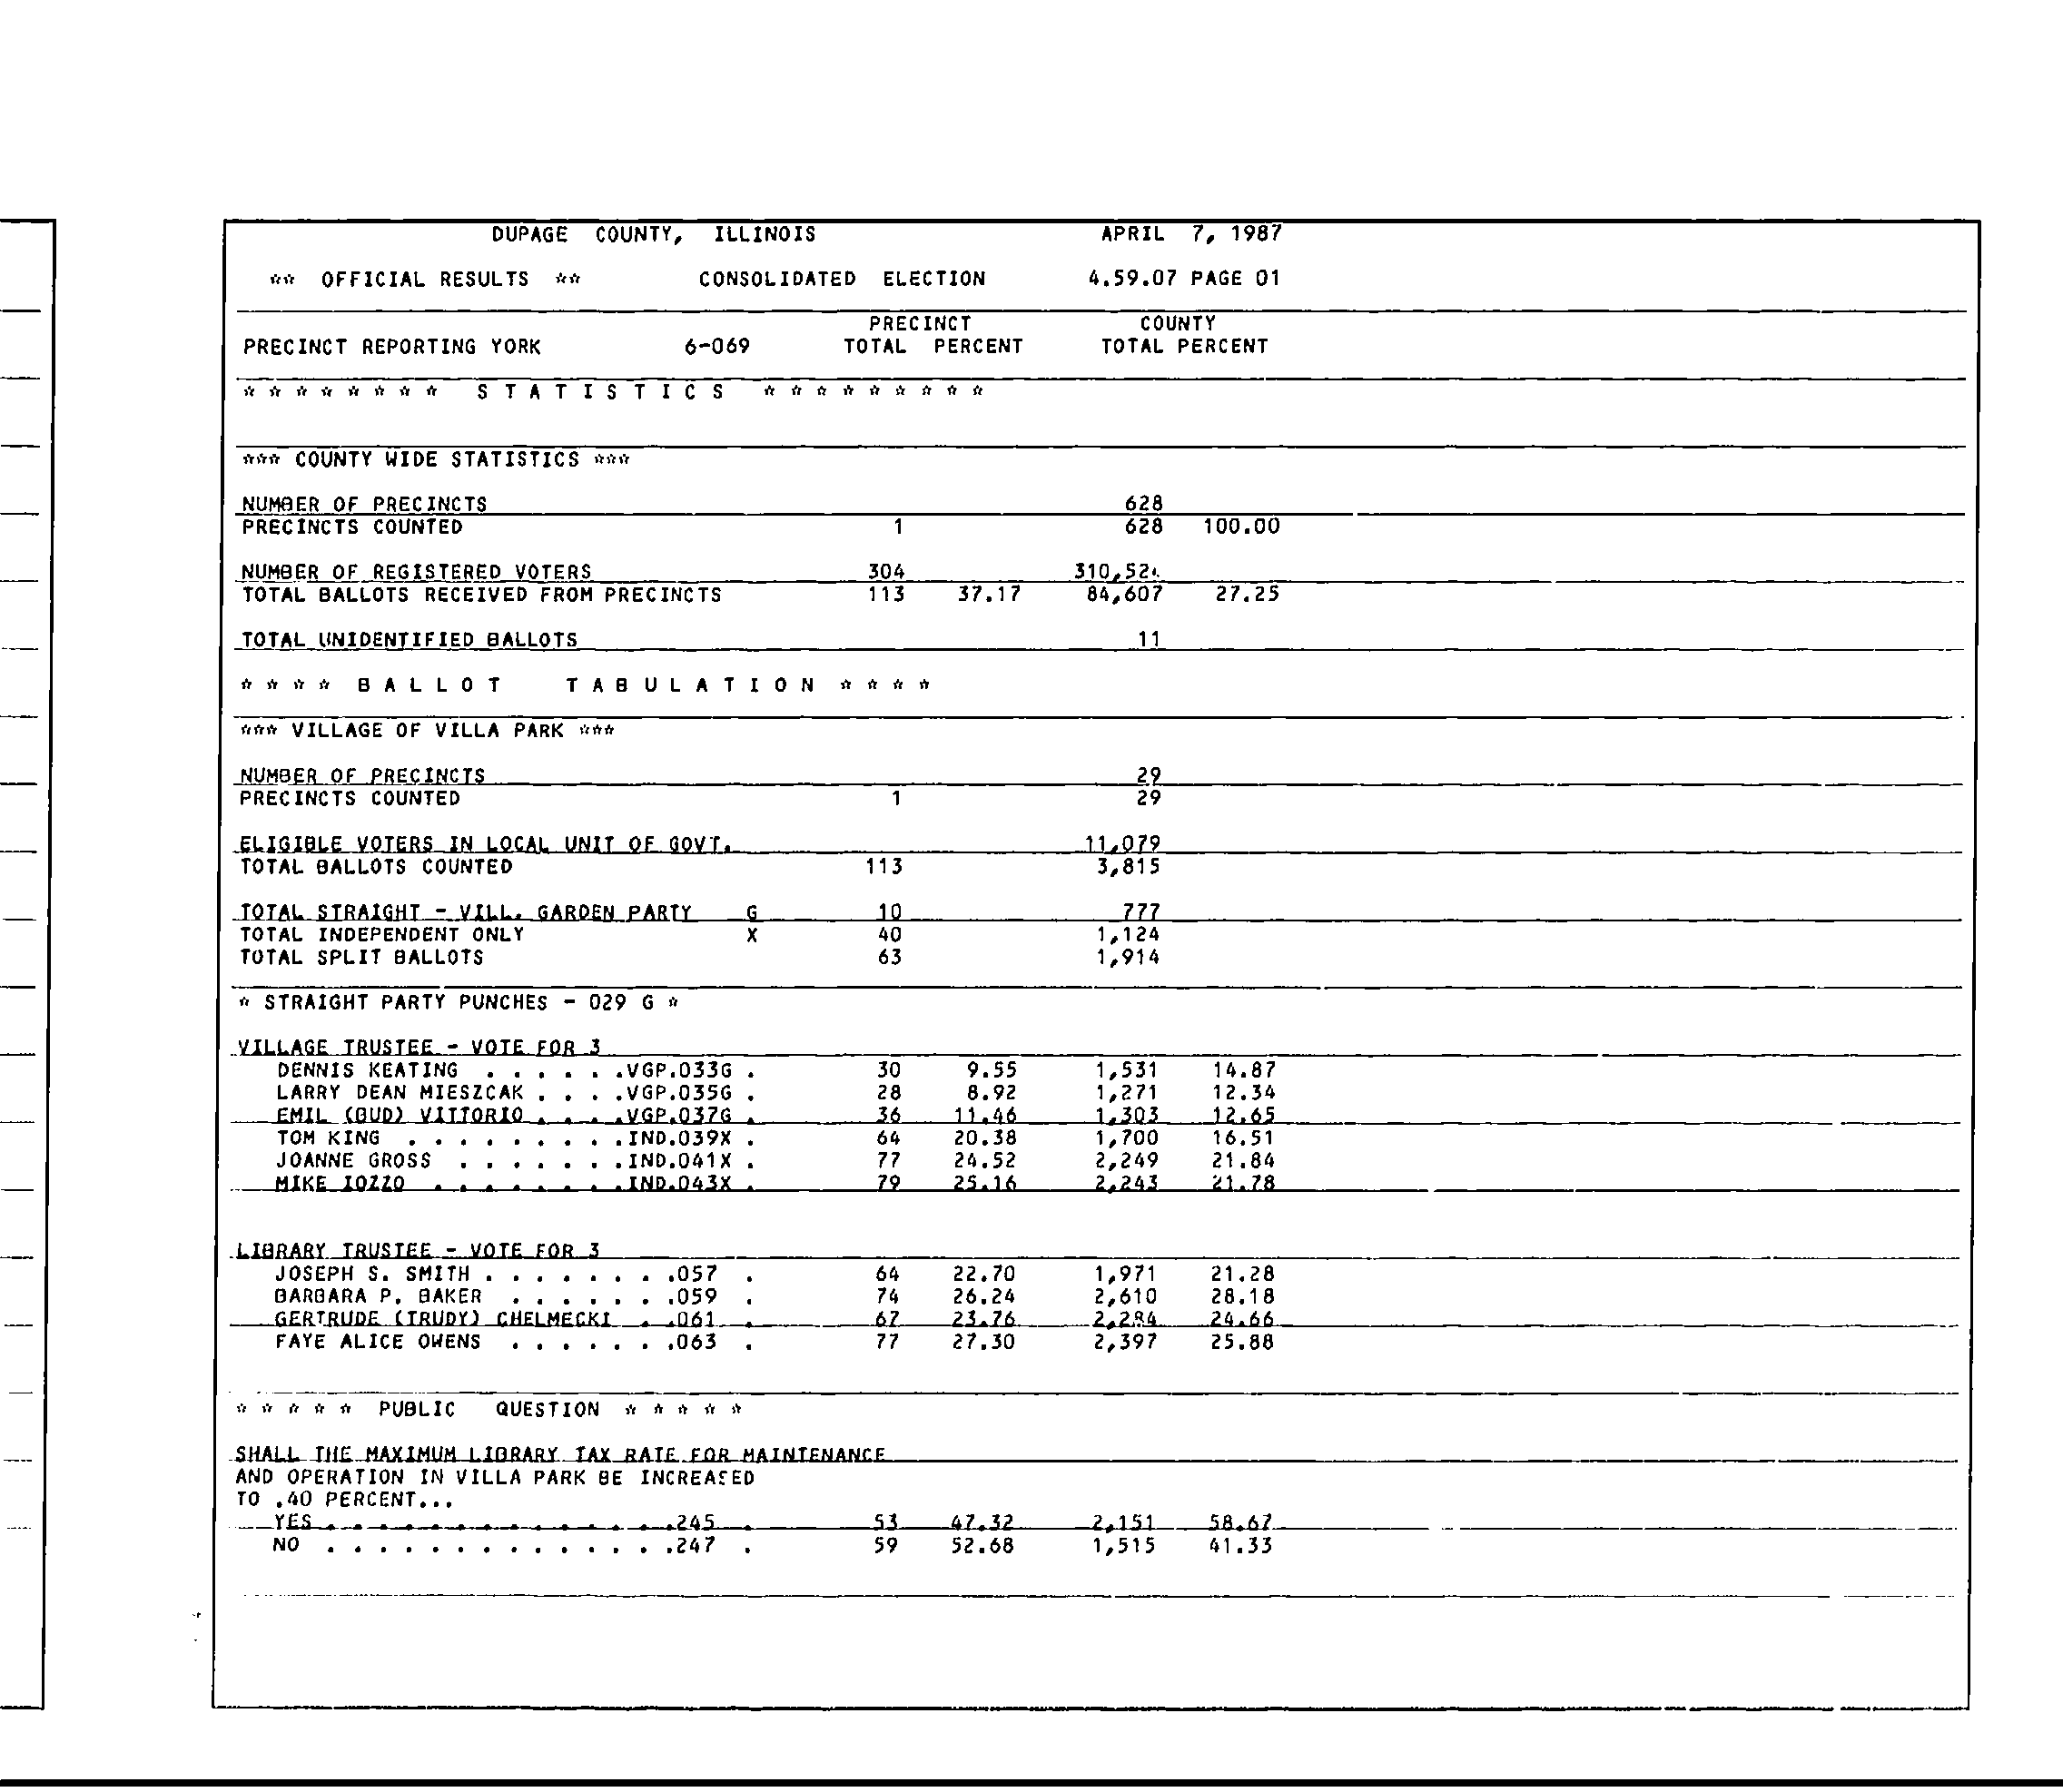 DUPAGE COUNTY, ILLINOIS APRIL 7, 1987
** OFFICIAL RESULTS ** CONSOLIDATED ELECTION 4.59.07 PAGE 01
PRECINCT COUNTY
PRECINCT REPORTING YORK 6-069 TOTAL PERCENT TOTAL PERCENT
* * * * * * * * S T A T I S T I C S * * * * * * * * *
*** COUNTY WIDE STATISTICS ***
NUMBER OF PRECINCTS 628
PRECINCTS COUNTED 1 628 100.00
NUMBER OF REGISTERED VOTERS 304
TOTAL BALLOTS RECEIVED FROM PRECINCTS 113 37.17 84,607 27.25
TOTAL UNIDENTIFIED BALLOTS 11
* * * * B A L L O T T A B U L A T I O N * * * *
*** VILLAGE OF VILLA PARK ***
NUMBER OF PRECINCTS 29
PRECINCTS COUNTED 1 29
ELIGIBLE VOTERS IN LOCAL UNIT OF GOVT. 11,079
TOTAL BALLOTS COUNTED 113 3,815
TOTAL STRAIGHT - VILL. GARDEN PARTY G 10 777
TOTAL INDEPENDENT ONLY X 40 1,124
TOTAL SPLIT BALLOTS 63 1,914
* STRAIGHT PARTY PUNCHES - 029 G *
VILLAGE TRUSTEE - VOTE FOR 3
DENNIS KEATING . . . . . .VGP.033G . 30 9.55 1,531 14.87
LARRY DEAN MIESZCAK . . . .VGP.035G . 28 8.92 1,271 12.34
EMIL (BUD) VITTORIO . . . .VGP.037G . 36 11.46 1,303 12.65
TOM KING . . . . . . . . .IND.039X . 64 20.38 1,700 16.51
JOANNE GROSS . . . . . . .IND.041X . 77 24.52 2,249 21.84
MIKE IOZZO . . . . . . . .IND.043X . 79 25.16 2,243 21.78
LIBRARY TRUSTEE - VOTE FOR 3
JOSEPH S. SMITH . . . . . . . .057 . 64 22.70 1,971 21.28
BARBARA P. BAKER . . . . . . .059 . 74 26.24 2,610 28.18
GERTRUDE (TRUDY) CHELMECKI . .061 . 67 23.76 2,284 24.66
FAYE ALICE OWENS . . . . . . .063 . 77 27.30 2,397 25.88
* * * * * PUBLIC QUESTION * * * * *
SHALL THE MAXIMUM LIBRARY TAX RATE FOR MAINTENANCE
AND OPERATION IN VILLA PARK BE INCREASED
TO .40 PERCENT...
YES . . . . . . . . . . . . . .245 . 53 47.32 2,151 58.67
NO . . . . . . . . . . . . . .247 . 59 52.68 1,515 41.33